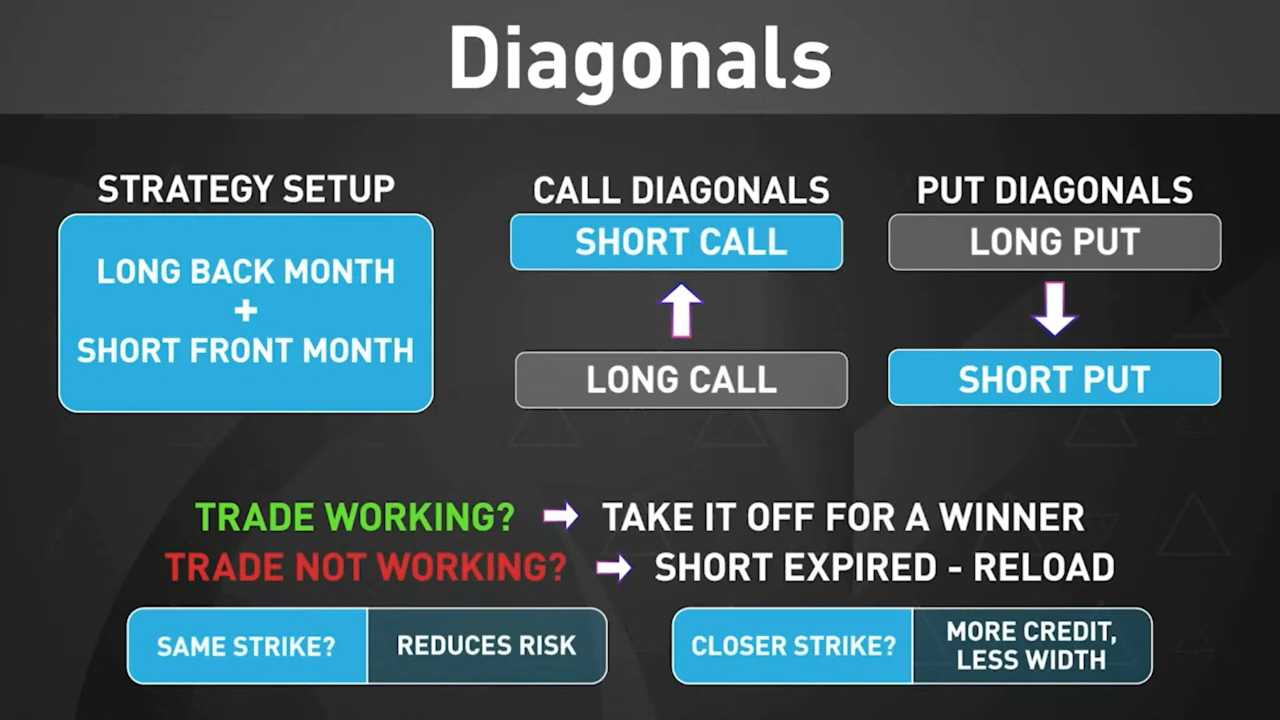 Diagonals
STRATEGY SETUP
LONG BACK MONTH
+
SHORT FRONT MONTH
CALL DIAGONALS
SHORT CALL
LONG CALL
PUT DIAGONALS
LONG PUT
SHORT PUT
TRADE WORKING? TAKE IT OFF FOR A WINNER
TRADE NOT WORKING? SHORT EXPIRED - RELOAD
SAME STRIKE? REDUCES RISK
CLOSER STRIKE? MORE CREDIT,
LESS WIDTH